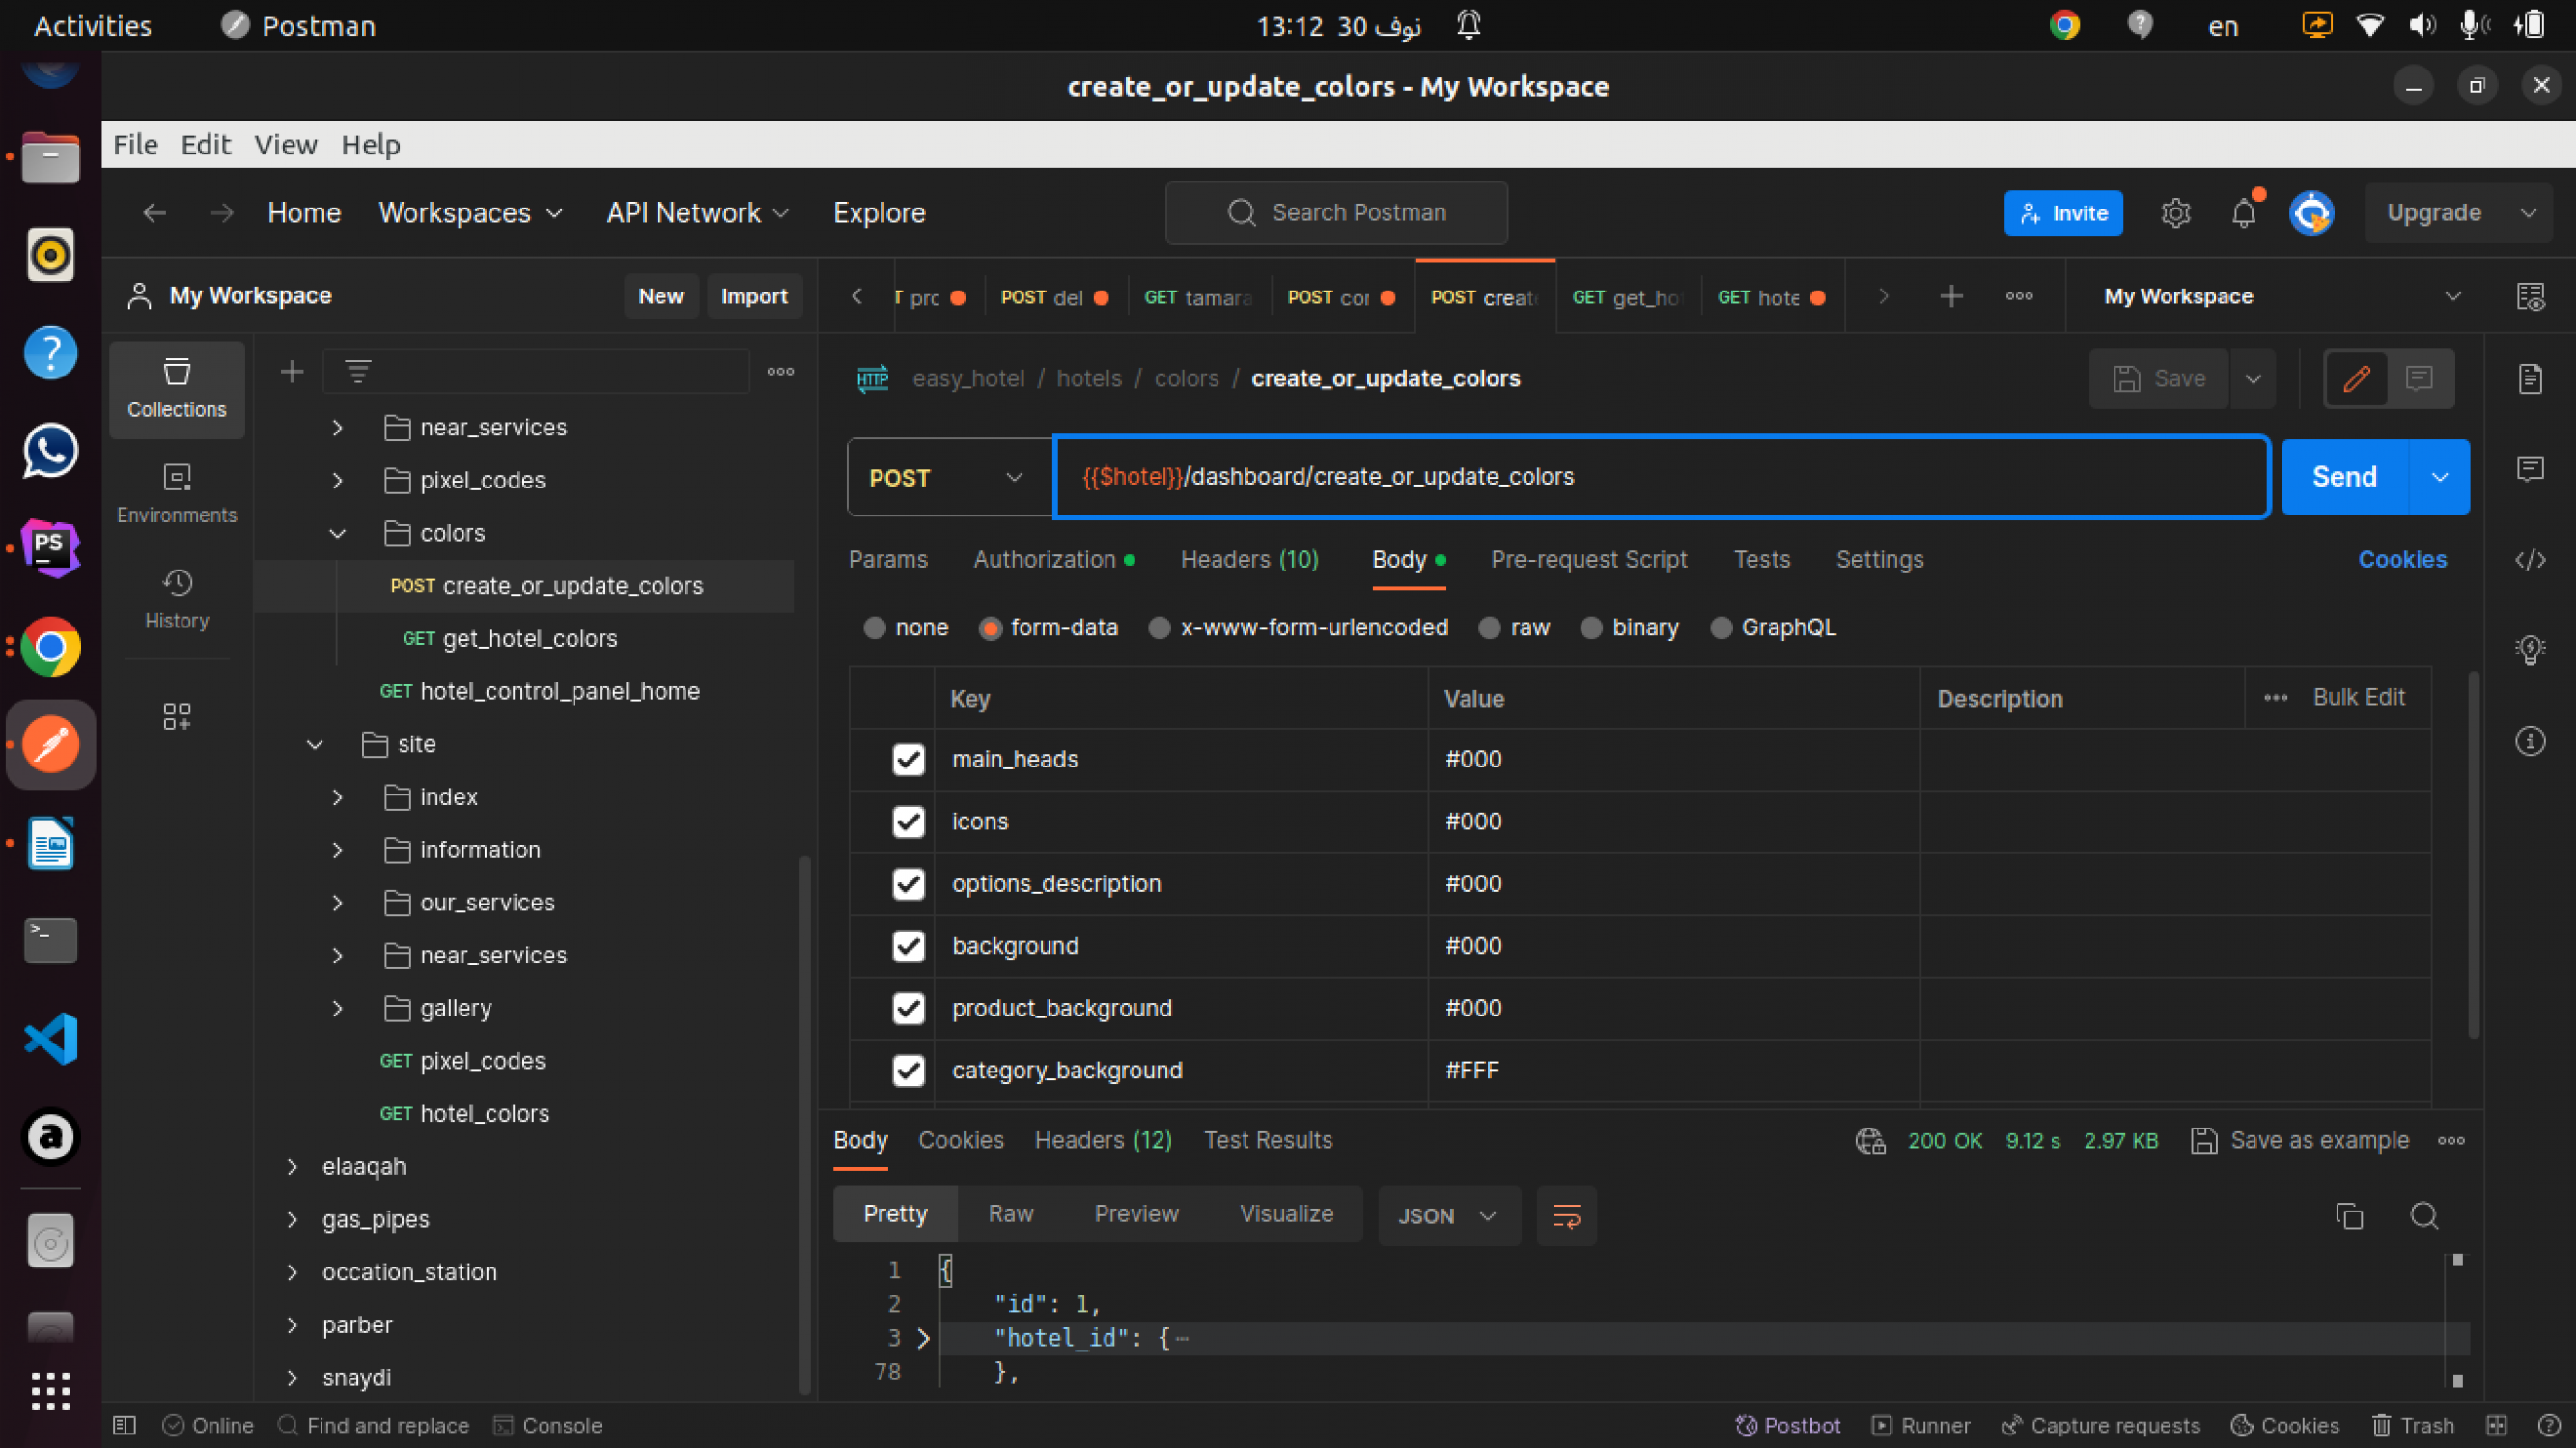 Activities
Postman
13:12 30 نوف
en
create_or_update_colors - My Workspace
File Edit View Help
Home Workspaces API Network Explore
Search Postman
Invite
Upgrade
My Workspace
New Import
T prc
POST del
GET tamara
POST cor
POST creat
GET get_ho
GET hote
My Workspace
Collections
Environments
History
near_services
pixel_codes
colors
POST create_or_update_colors
GET get_hotel_colors
GET hotel_control_panel_home
site
index
information
our_services
near_services
gallery
GET pixel_codes
GET hotel_colors
elaaqah
gas_pipes
occation_station
parber
snaydi
HTTP easy_hotel / hotels / colors / create_or_update_colors
Save
POST
{{$hotel}}/dashboard/create_or_update_colors
Send
Params Authorization Headers (10) Body Pre-request Script Tests Settings Cookies
none form-data x-www-form-urlencoded raw binary GraphQL
Key Value Description Bulk Edit
main_heads #000
icons #000
options_description #000
background #000
product_background #000
category_background #FFF
Body Cookies Headers (12) Test Results
200 OK 9.12 s 2.97 KB Save as example
Pretty Raw Preview Visualize JSON
1 {
2 "id": 1,
3 "hotel_id": {
78 },
PS
a
Online Find and replace Console
Postbot Runner Capture requests Cookies Trash